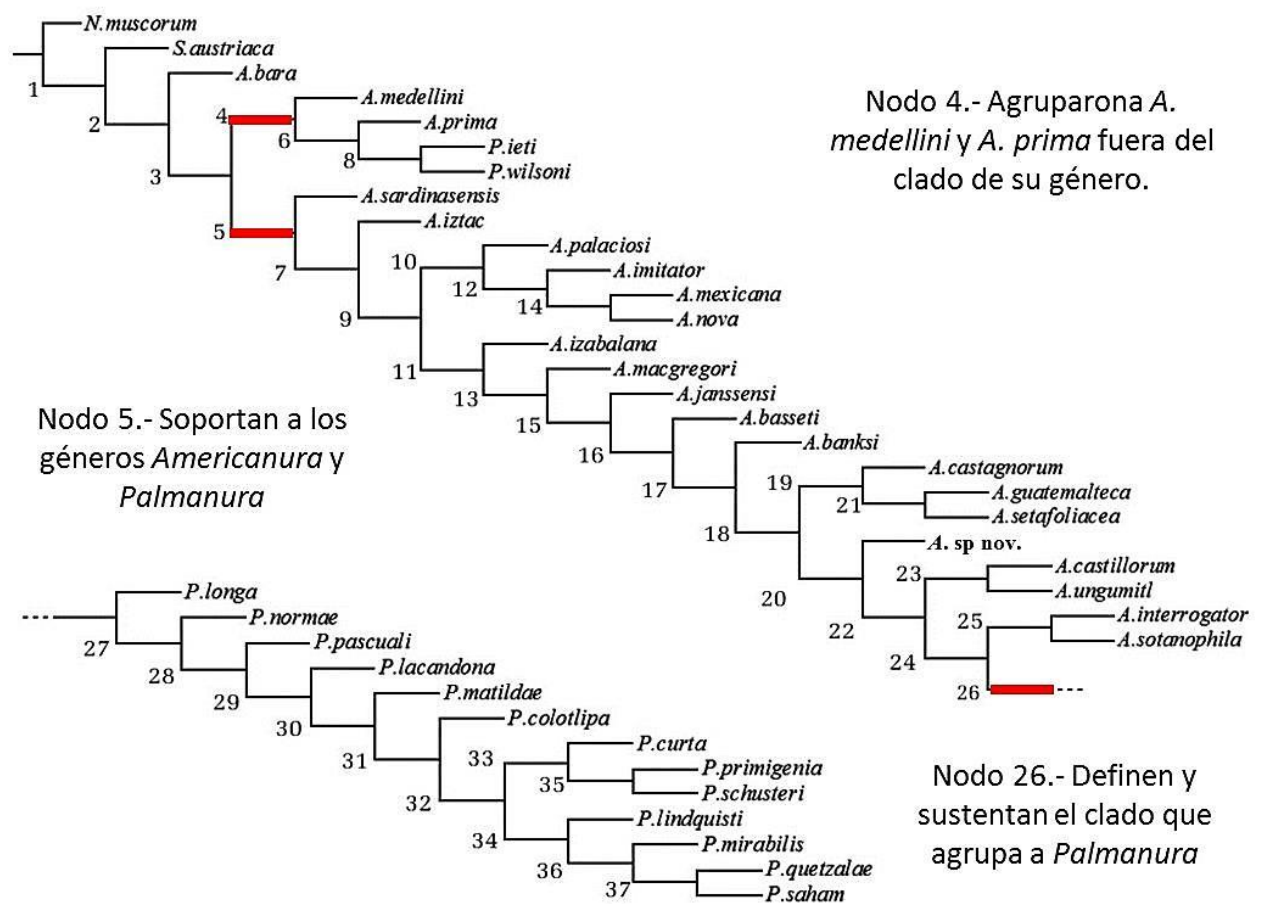 N.muscorum
1
S.austriaca
2
A.bara
3
4
A.medellini
6
A.prima
8
P.ieti
P.wilsoni
Nodo 4.- Agruparona A.
medellini y A. prima fuera del
clado de su género.
5
A.sardinasensis
7
A.iztac
9
10
A.palaciosi
12
A.imitator
14
A.mexicana
A.nova
11
A.izabalana
13
A.macgregori
15
A.janssensi
16
A.basseti
17
A.banksi
18
19
A.castagnorum
21
A.guatemalteca
A.setafoliacea
20
A. sp nov.
22
23
A.castillorum
A.ungumitl
24
25
A.interrogator
A.sotanophila
26
Nodo 5.- Soportan a los
géneros Americanura y
Palmanura
27
P.longa
28
P.normae
29
P.pascuali
30
P.lacandona
31
P.matildae
32
P.colotlipa
33
P.curta
35
P.primigenia
P.schusteri
34
P.lindquisti
36
P.mirabilis
37
P.quetzalae
P.saham
Nodo 26.- Definen y
sustentan el clado que
agrupa a Palmanura